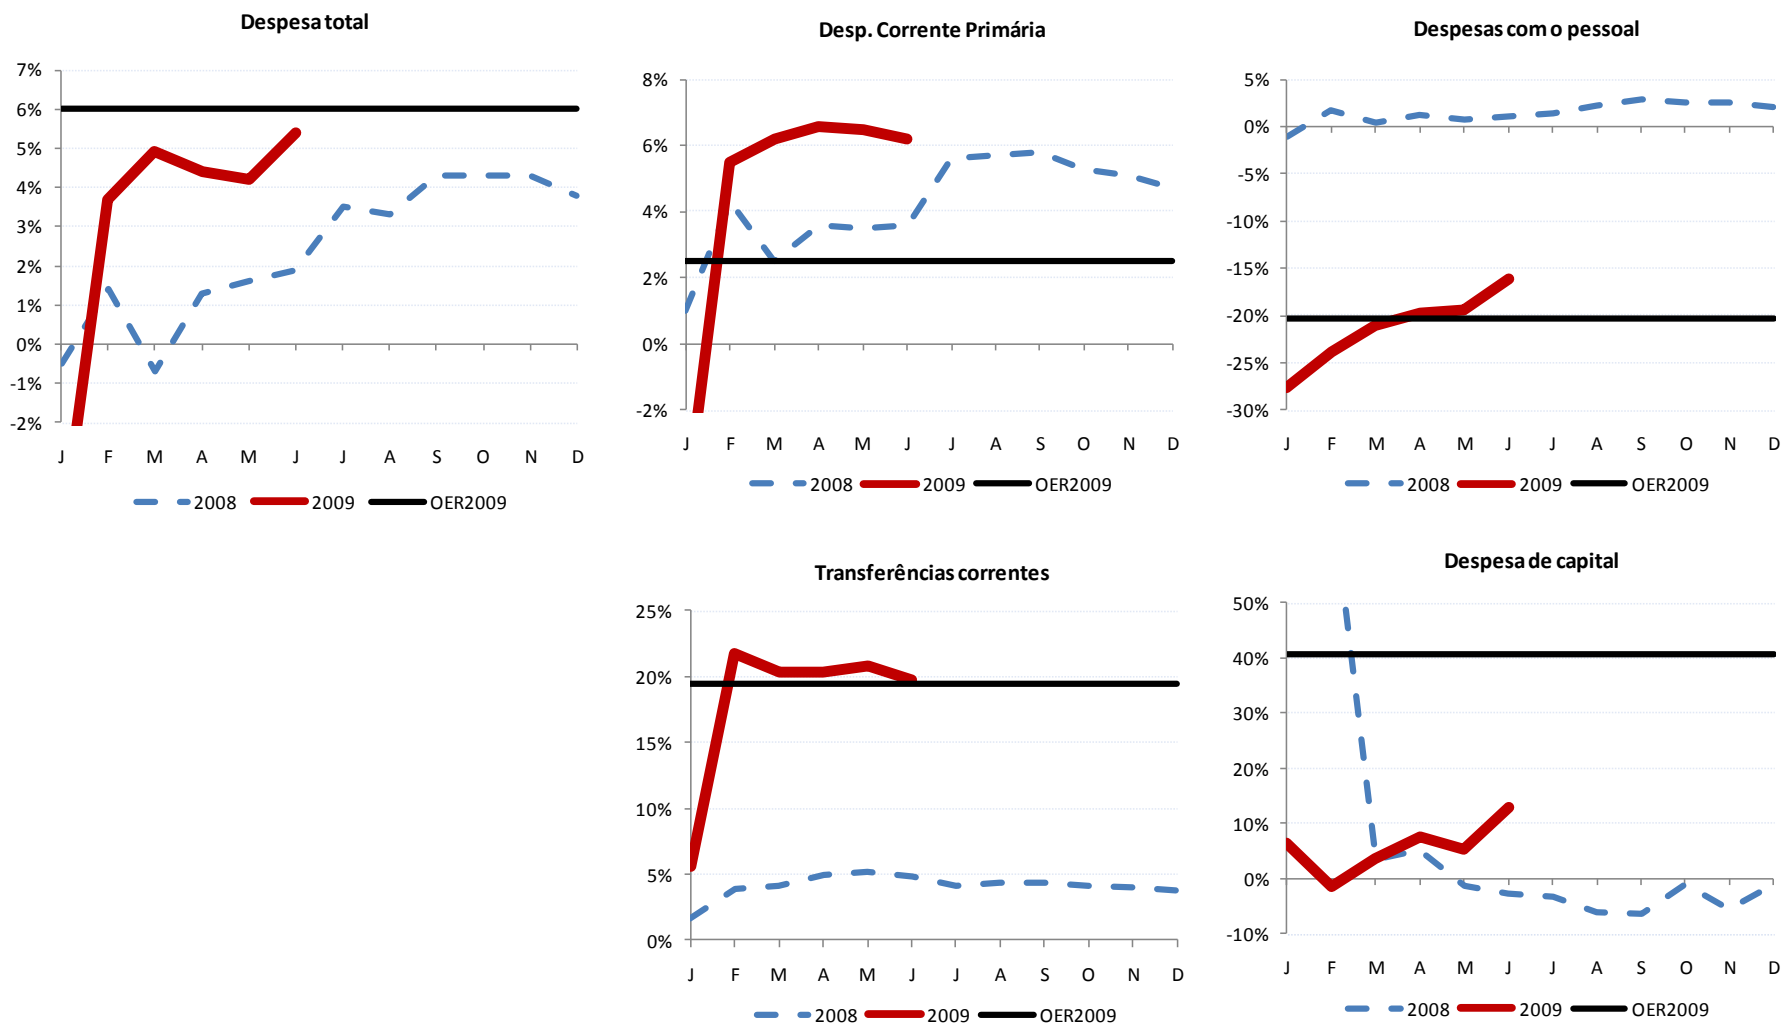 Despesa total
7%
6%
5%
4%
3%
2%
1%
0%
-1%
-2%
J F M A M J J A S O N D
2008 2009 OER2009
Desp. Corrente Primária
8%
6%
4%
2%
0%
-2%
J F M A M J J A S O N D
2008 2009 OER2009
Despesas com o pessoal
5%
0%
-5%
-10%
-15%
-20%
-25%
-30%
J F M A M J J A S O N D
2008 2009 OER2009
Transferências correntes
25%
20%
15%
10%
5%
0%
J F M A M J J A S O N D
2008 2009 OER2009
Despesa de capital
50%
40%
30%
20%
10%
0%
-10%
J F M A M J J A S O N D
2008 2009 OER2009